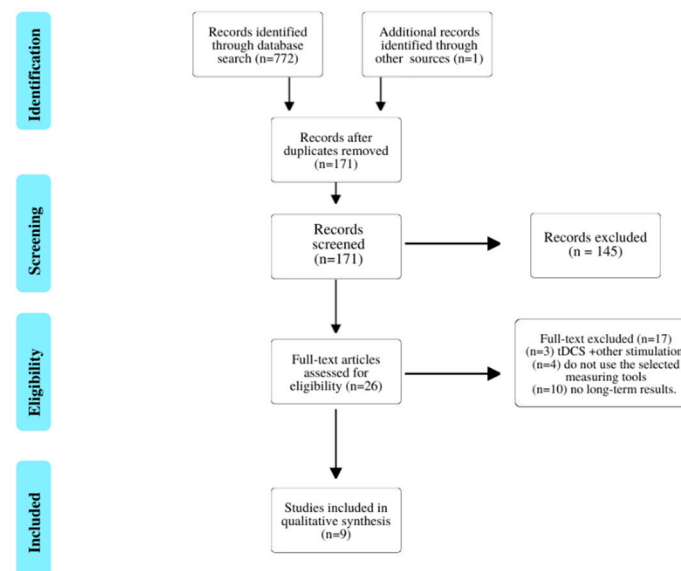 Identification
Records identified
through database
search (n=772)
Additional records
identified through
other sources (n=1)
Records after
duplicates removed
(n=171)
Screening
Records
screened
(n=171)
Records excluded
(n = 145)
Eligibility
Full-text articles
assessed for
eligibility (n=26)
Full-text excluded (n=17)
(n=3) tDCS +other stimulation
(n=4) do not use the selected
measuring tools
(n=10) no long-term results.
Included
Studies included in
qualitative synthesis
(n=9)